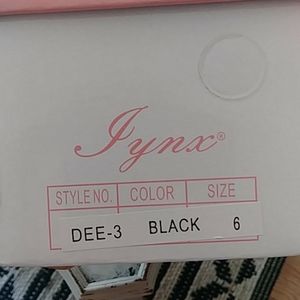 Jynx®
STYLE NO. COLOR SIZE
DEE-3 BLACK 6